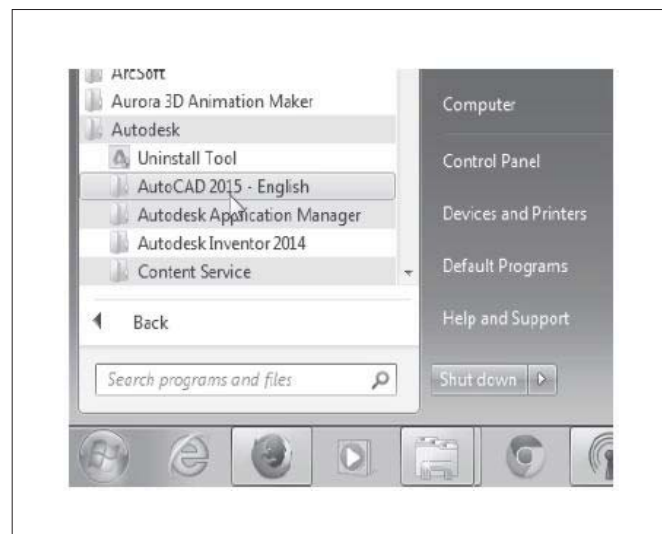 ArcSoft
Aurora 3D Animation Maker
Autodesk
Uninstall Tool
AutoCAD 2015 - English
Autodesk Application Manager
Autodesk Inventor 2014
Content Service
Back
Search programs and files
Computer
Control Panel
Devices and Printers
Default Programs
Help and Support
Shut down